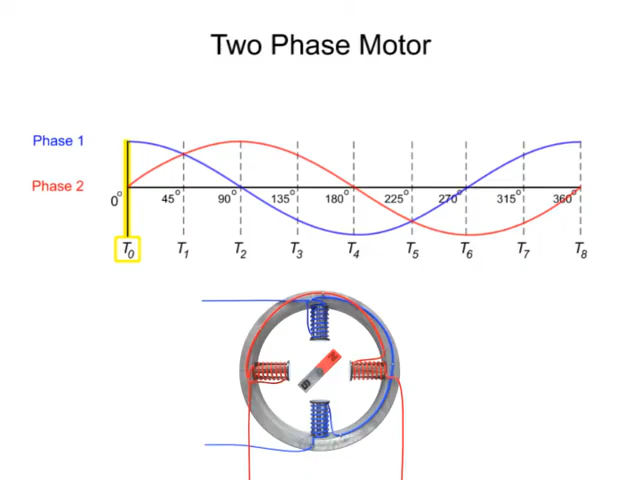 Two Phase Motor
Phase 1
Phase 2
0° 45° 90° 135° 180° 225° 270° 315° 360°
T0 T1 T2 T3 T4 T5 T6 T7 T8